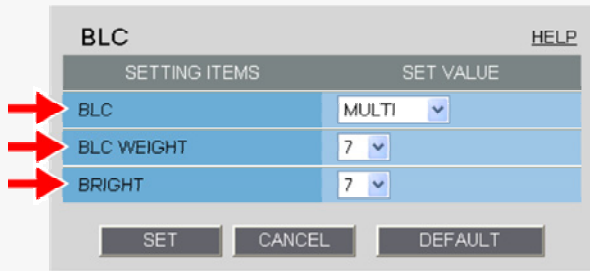 BLC HELP
SETTING ITEMS SET VALUE
BLC MULTI
BLC WEIGHT 7
BRIGHT 7
SET CANCEL DEFAULT